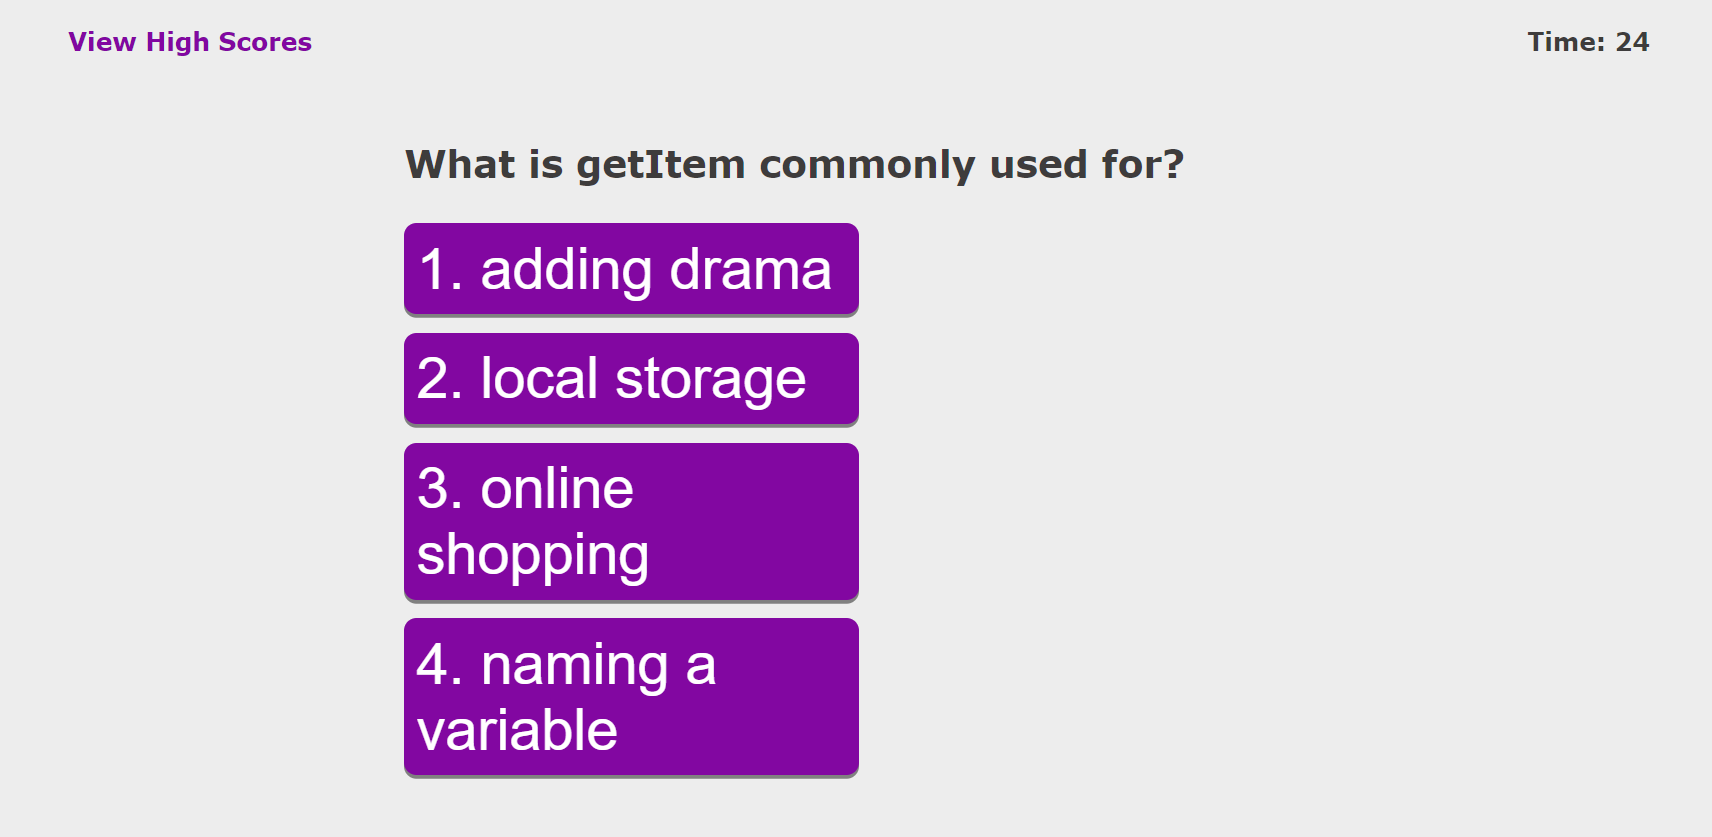 View High Scores
Time: 24
What is getItem commonly used for?
1. adding drama
2. local storage
3. online
shopping
4. naming a
variable